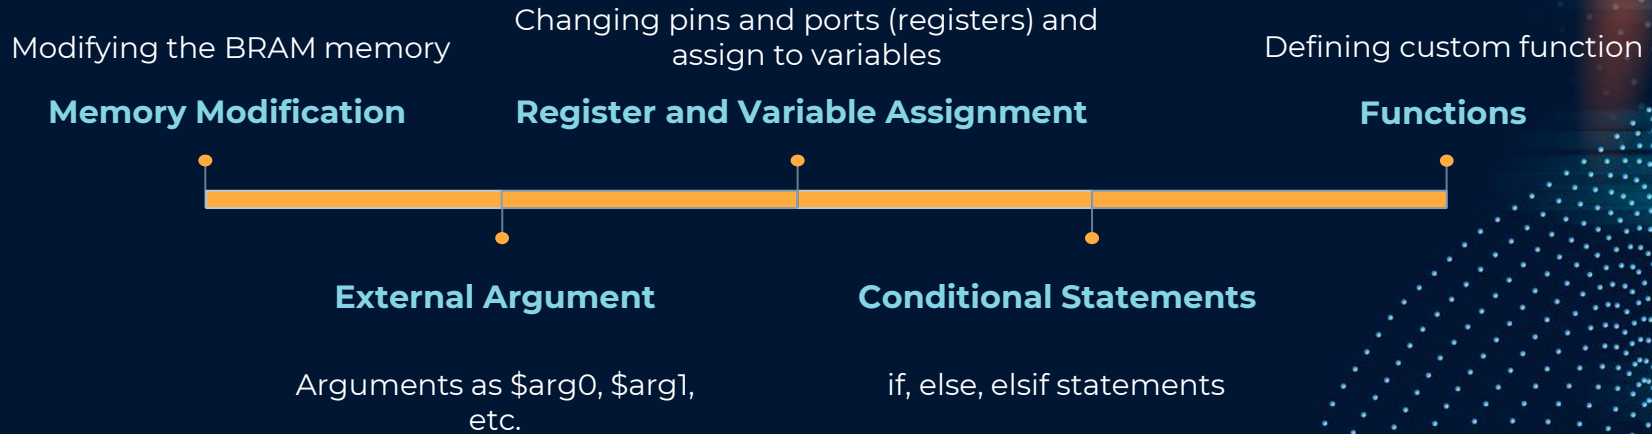 Modifying the BRAM memory
Memory Modification
Changing pins and ports (registers) and
assign to variables
Register and Variable Assignment
Defining custom function
Functions
External Argument
Arguments as $arg0, $arg1,
etc.
Conditional Statements
if, else, elsif statements